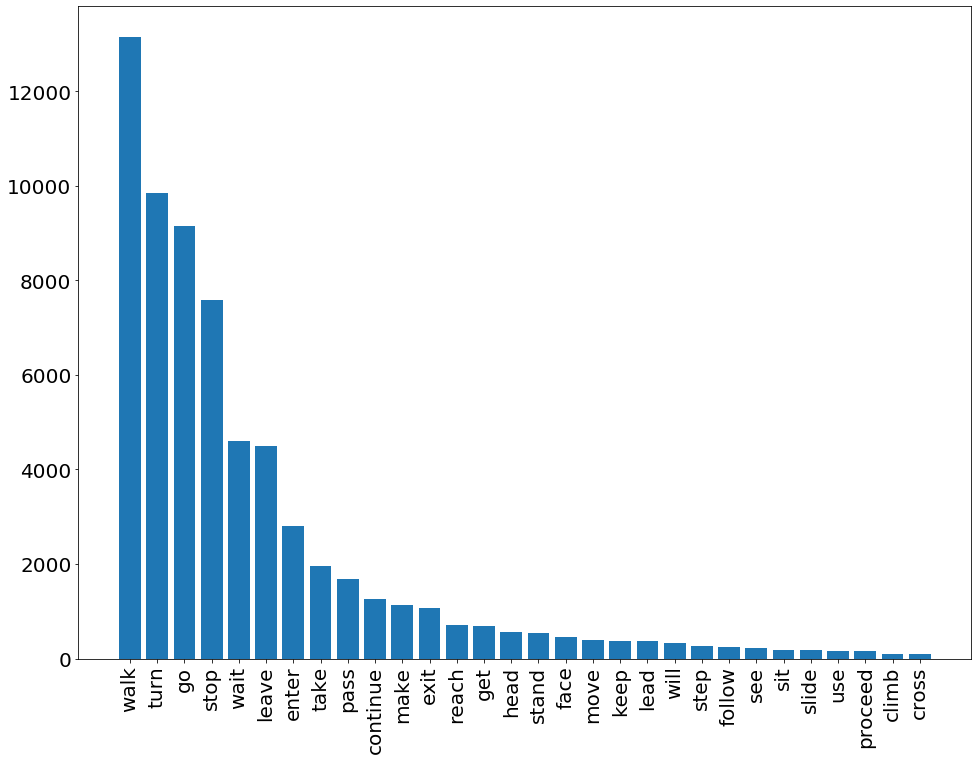 12000
10000
8000
6000
4000
2000
0
walk
turn
go
stop
wait
leave
enter
take
pass
continue
make
exit
reach
get
head
stand
face
move
keep
lead
will
step
follow
see
sit
slide
use
proceed
climb
cross